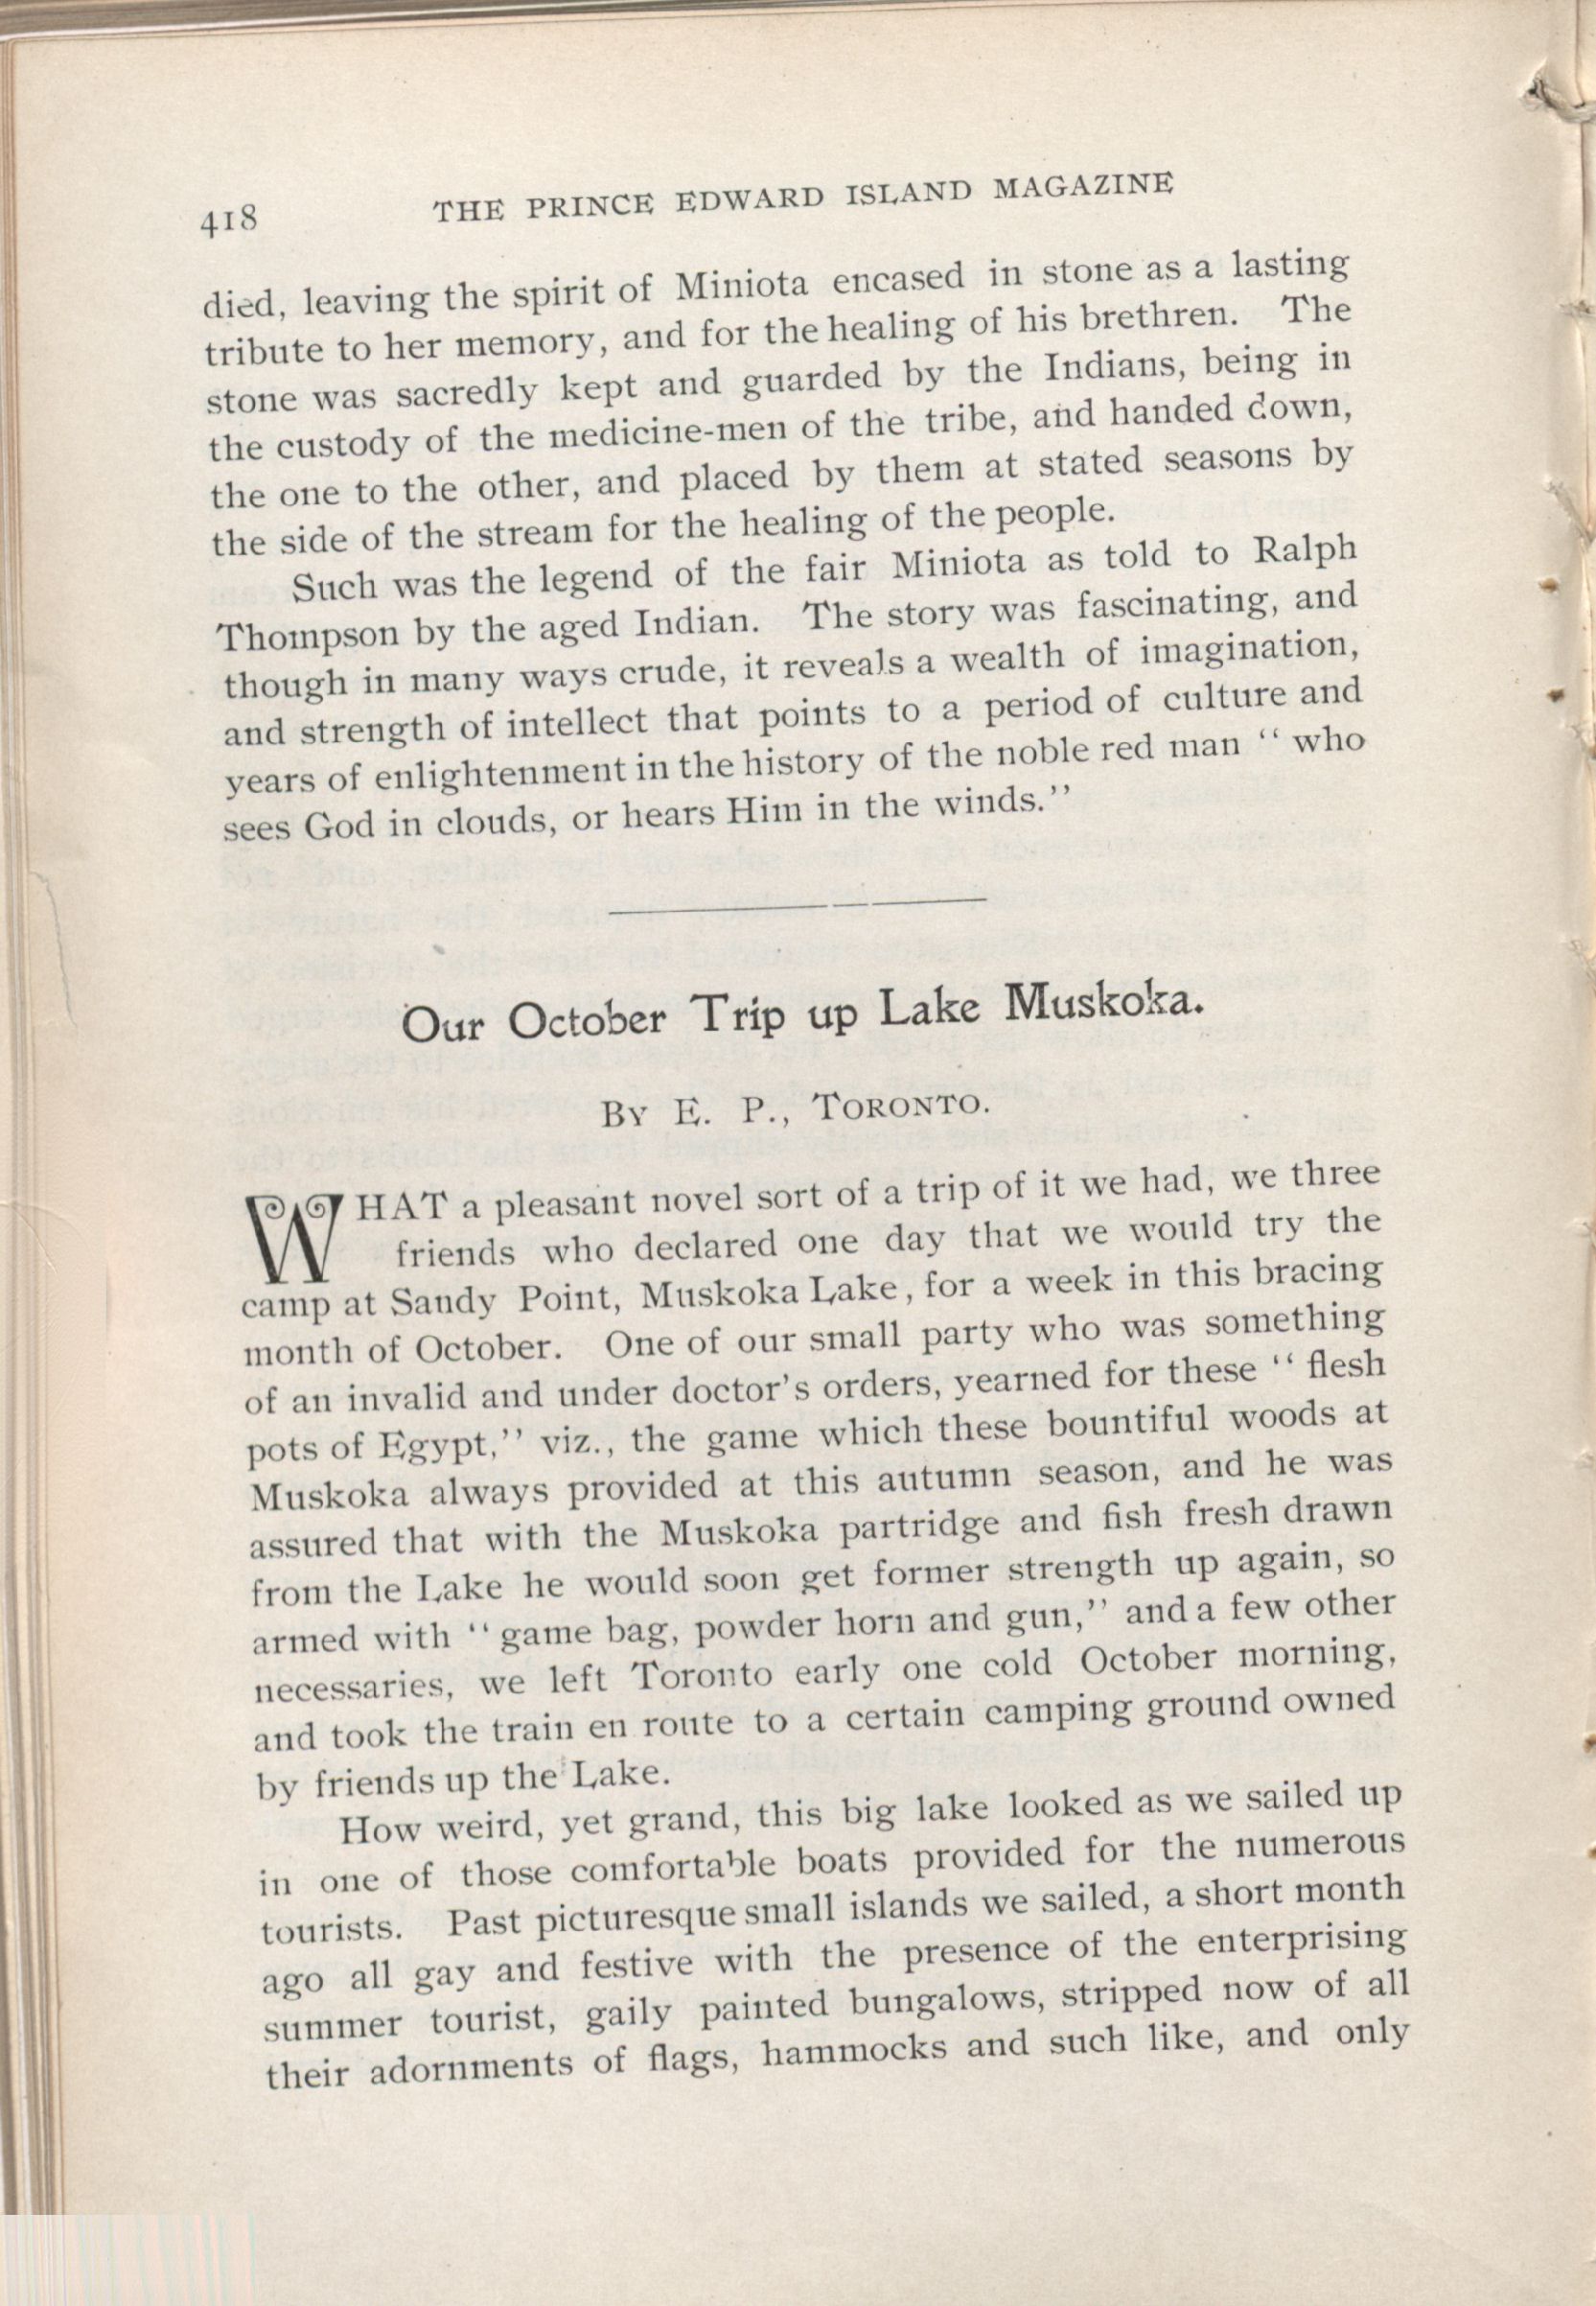 418 THE PRINCE EDWARD ISLAND MAGAZINE
died, leaving the spirit of Miniota encased in stone as a lasting
tribute to her memory, and for the healing of his brethren. The
stone was sacredly kept and guarded by the Indians, being in
the custody of the medicine-men of the tribe, and handed down,
the one to the other, and placed by them at stated seasons by
the side of the stream for the healing of the people.
Such was the legend of the fair Miniota as told to Ralph
Thompson by the aged Indian. The story was fascinating, and
though in many ways crude, it reveals a wealth of imagination,
and strength of intellect that points to a period of culture and
years of enlightenment in the history of the noble red man "who
sees God in clouds, or hears Him in the winds."
Our October Trip up Lake Muskoka.
BY E. P., TORONTO.
WHAT a pleasant novel sort of a trip of it we had, we three
friends who declared one day that we would try the
camp at Sandy Point, Muskoka Lake, for a week in this bracing
month of October. One of our small party who was something
of an invalid and under doctor's orders, yearned for these "flesh
pots of Egypt," viz., the game which these bountiful woods at
Muskoka always provided at this autumn season, and he was
assured that with the Muskoka partridge and fish fresh drawn
from the Lake he would soon get former strength up again, so
armed with "game bag, powder horn and gun," and a few other
necessaries, we left Toronto early one cold October morning,
and took the train en route to a certain camping ground owned
by friends up the Lake.
How weird, yet grand, this big lake looked as we sailed up
in one of those comfortable boats provided for the numerous
tourists. Past picturesque small islands we sailed, a short month
ago all gay and festive with the presence of the enterprising
summer tourist, gaily painted bungalows, stripped now of all
their adornments of flags, hammocks and such like, and only